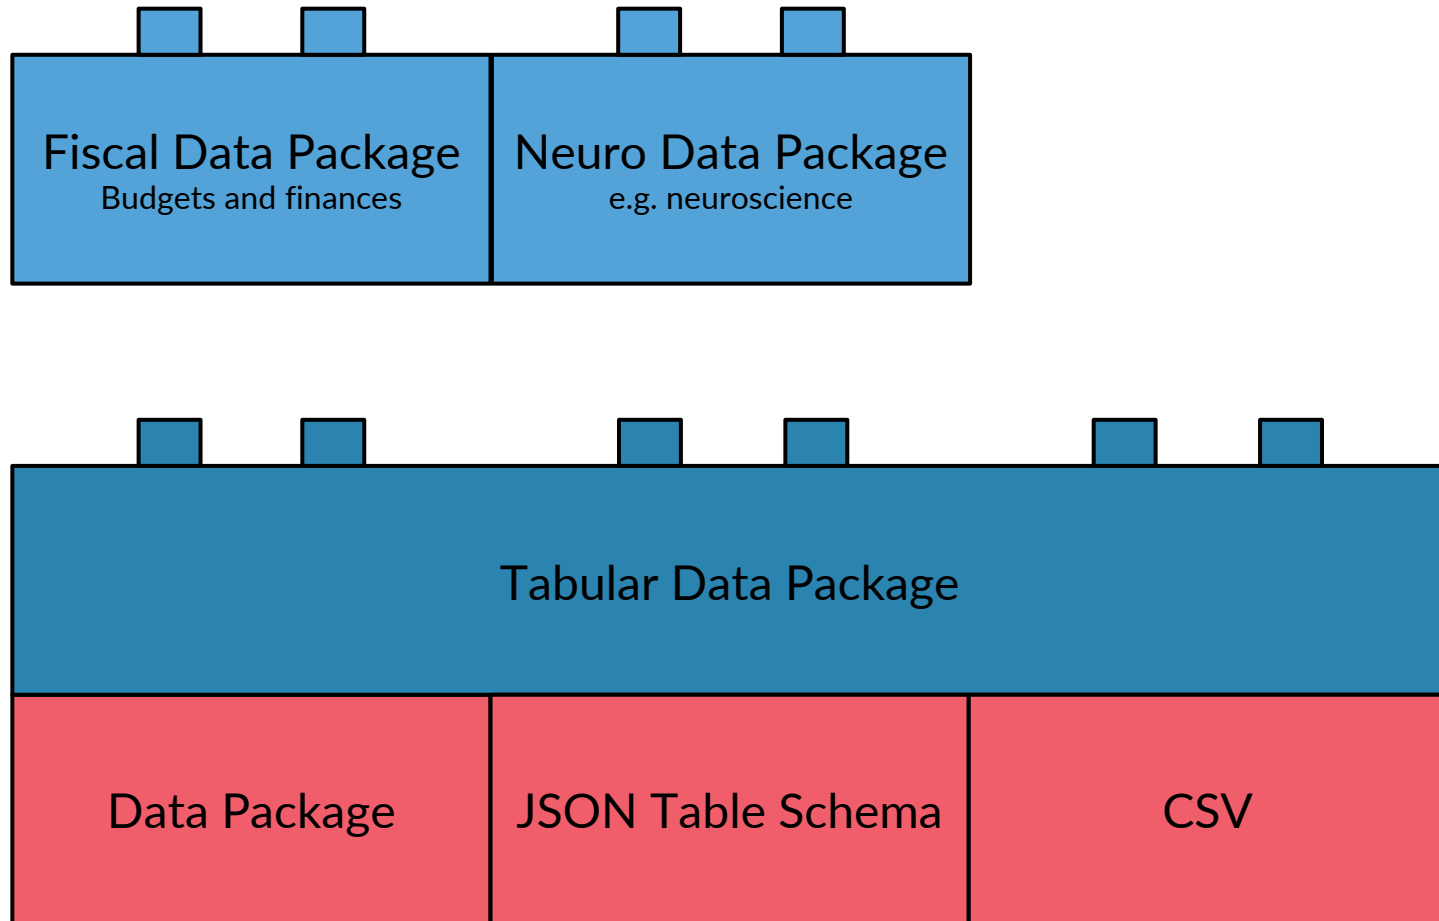 Fiscal Data Package
Budgets and finances
Neuro Data Package
e.g. neuroscience
Tabular Data Package
Data Package
JSON Table Schema
CSV